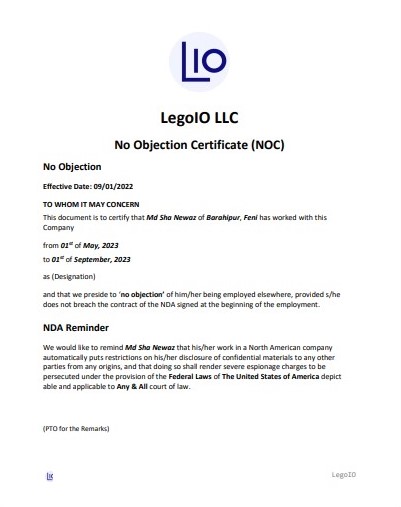 LIO
LegoIO LLC
No Objection Certificate (NOC)
No Objection
Effective Date: 09/01/2022
TO WHOM IT MAY CONCERN
This document is to certify that Md Sha Newaz of Barahipur, Feni has worked with this
Company
from 01st of May, 2023
to 01st of September, 2023
as (Designation)
and that we preside to ‘no objection’ of him/her being employed elsewhere, provided s/he
does not breach the contract of the NDA signed at the beginning of the employment.
NDA Reminder
We would like to remind Md Sha Newaz that his/her work in a North American company
automatically puts restrictions on his/her disclosure of confidential materials to any other
parties from any origins, and that doing so shall render severe espionage charges to be
persecuted under the provision of the Federal Laws of The United States of America depict
able and applicable to Any & All court of law.
(PTO for the Remarks)
LIO
LegoIO